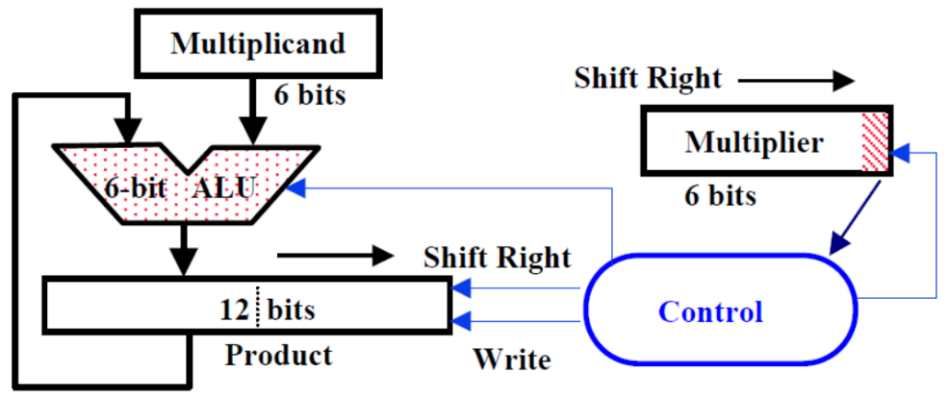 Multiplicand
6 bits
Shift Right
Multiplier
6 bits
6-bit ALU
Shift Right
12 bits
Product
Write
Control